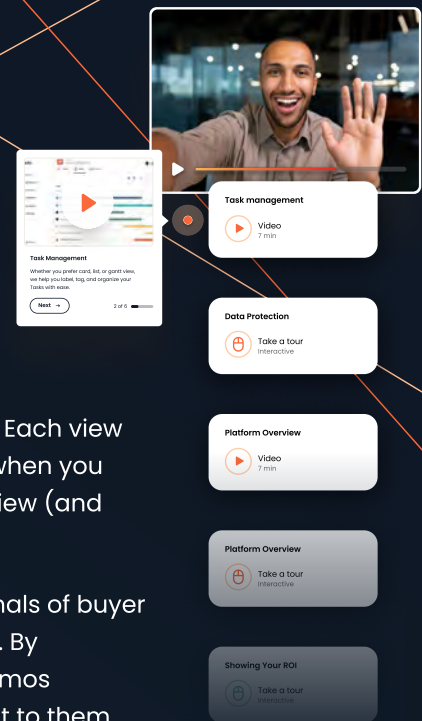 Task Management
Whether you prefer card, list, or gantt view,
we help you label, tag, and organize your
Tasks with ease.
Next →
2 of 6
Task management
Video
7 min
Data Protection
Take a tour
Interactive
Platform Overview
Video
7 min
Platform Overview
Take a tour
Interactive
Showing Your ROI
Take a tour
Interactive
Each view
when you
iew (and
nals of buyer
. By
mos
t to them